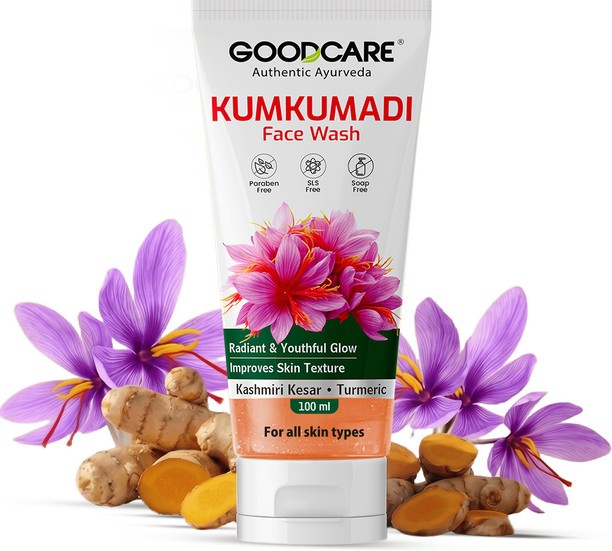 GOODCARE®
Authentic Ayurveda
KUMKUMADI
Face Wash
Paraben Free
SLS Free
Soap Free
Radiant & Youthful Glow
Improves Skin Texture
Kashmiri Kesar • Turmeric
100 ml
For all skin types